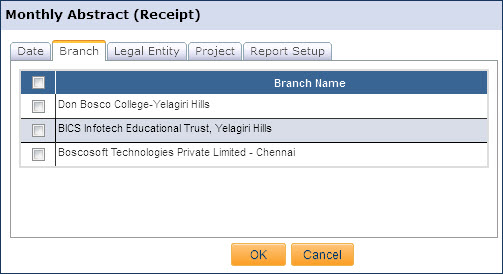 Monthly Abstract (Receipt)
Date Branch Legal Entity Project Report Setup
Branch Name
Don Bosco College-Yelagiri Hills
BICS Infotech Educational Trust, Yelagiri Hills
Boscosoft Technologies Private Limited - Chennai
OK Cancel